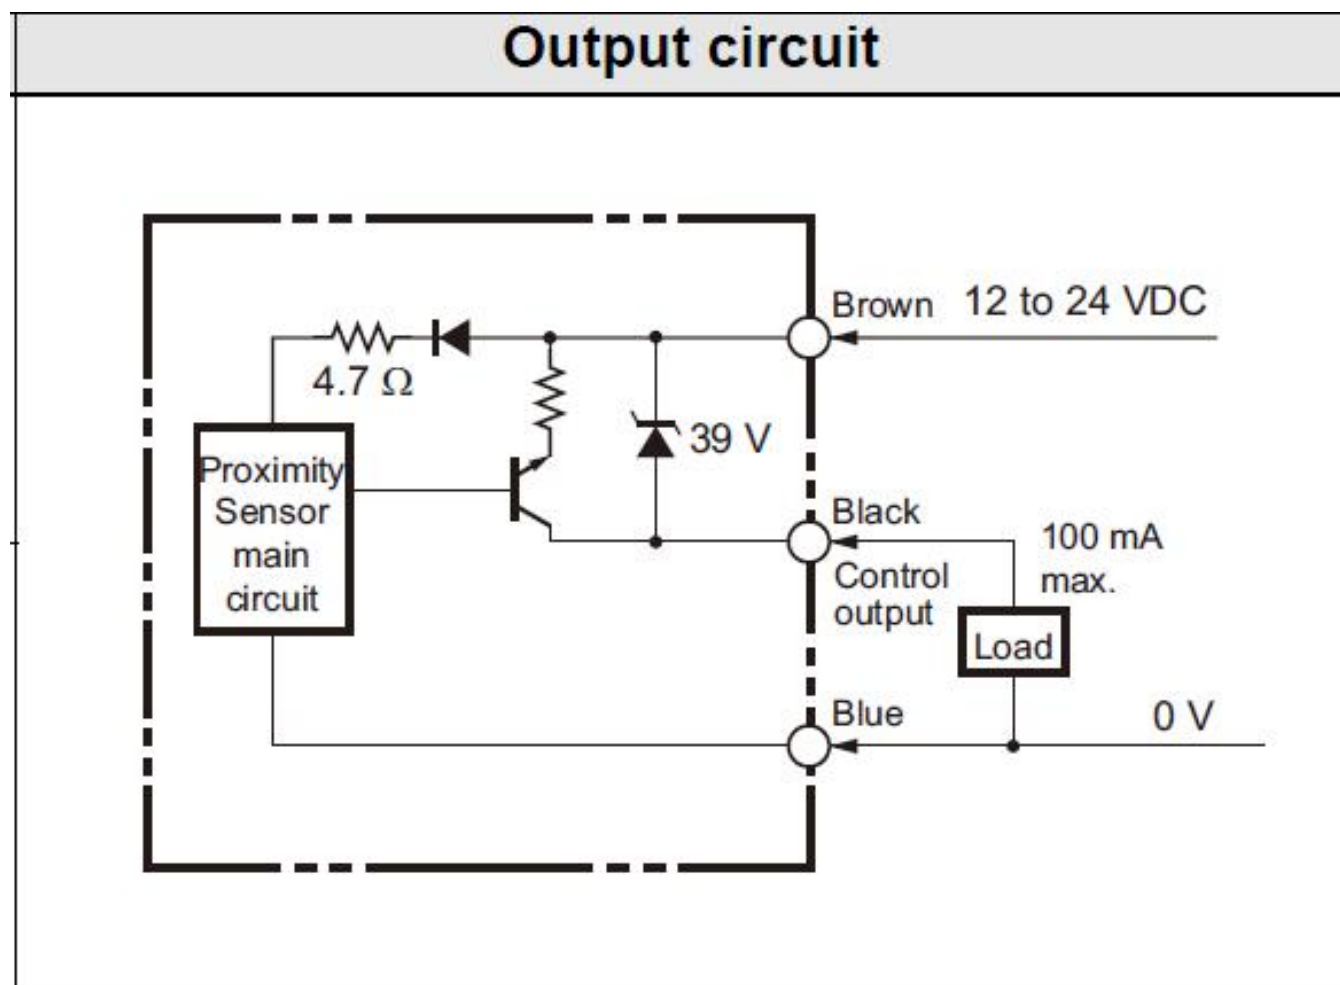 Output circuit
Brown 12 to 24 VDC
4.7 Ω
39 V
Proximity
Sensor
main
circuit
Black
Control
output
100 mA
max.
Load
Blue
0 V